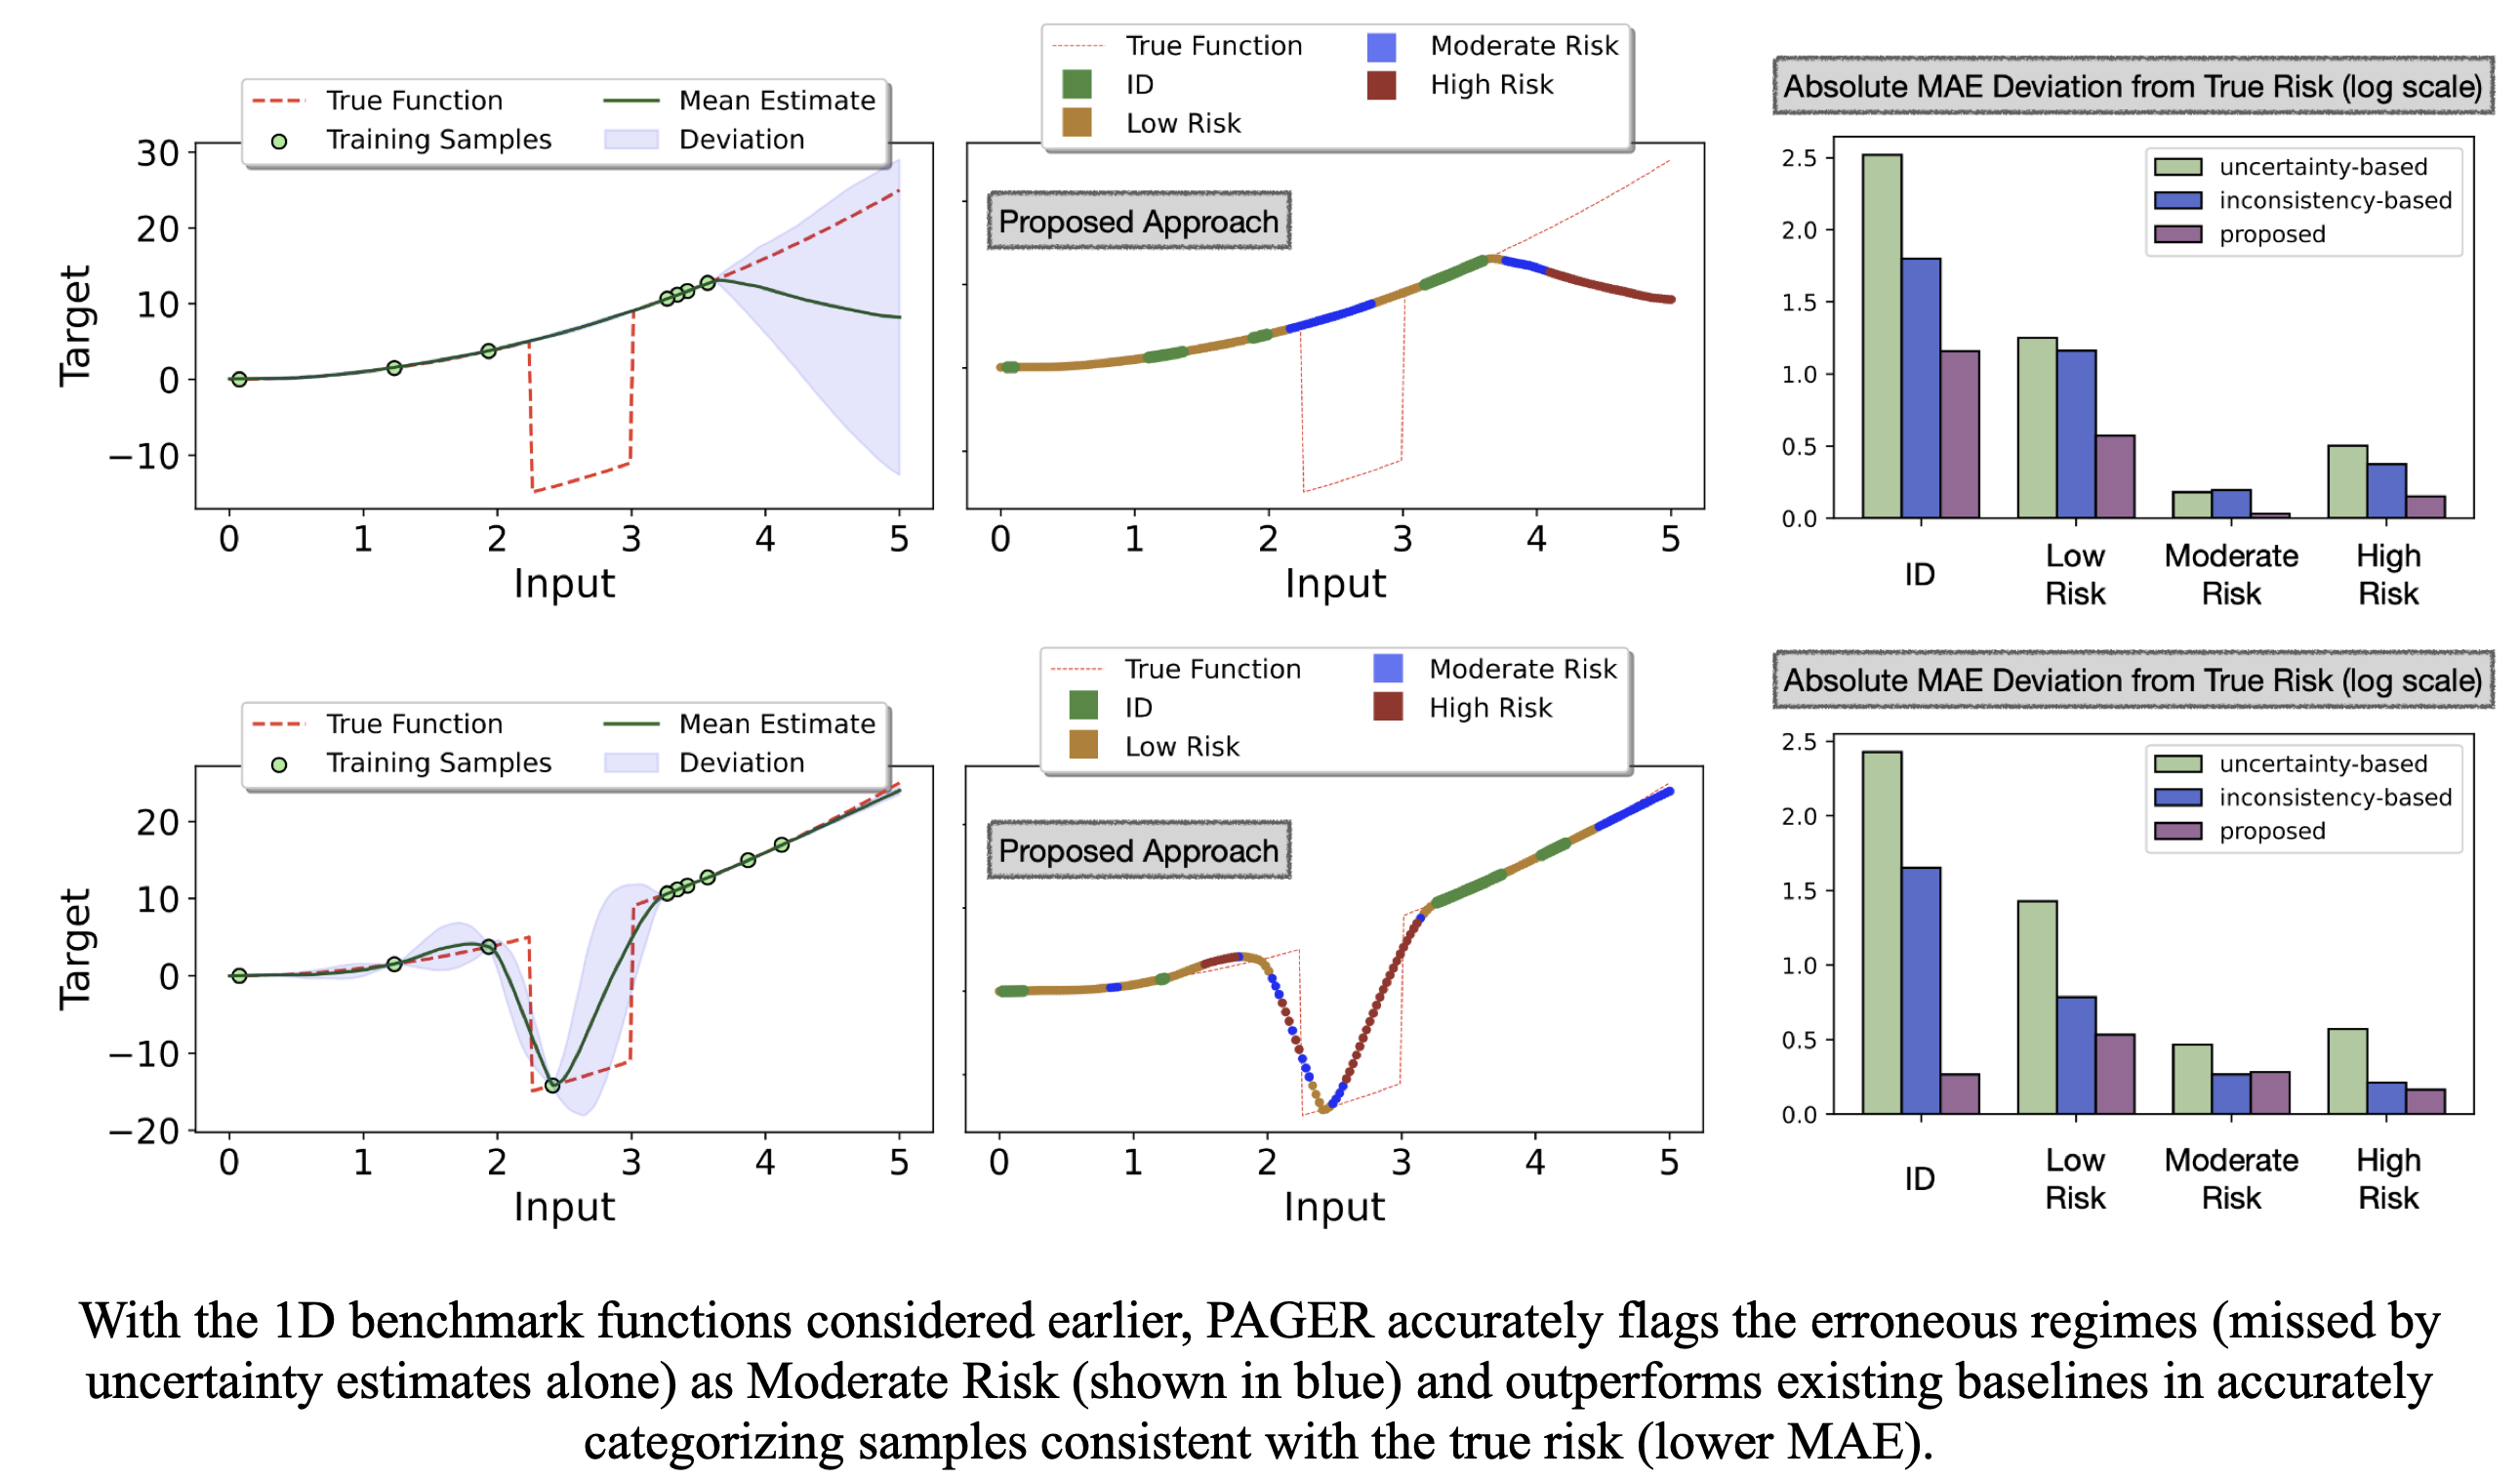 True Function
Training Samples
Mean Estimate
Deviation
30
20
10
0
−10
Target
0 1 2 3 4 5
Input
True Function
ID
Low Risk
Moderate Risk
High Risk
Proposed Approach
0 1 2 3 4 5
Input
Absolute MAE Deviation from True Risk (log scale)
uncertainty-based
inconsistency-based
proposed
2.5
2.0
1.5
1.0
0.5
0.0
ID
Low
Risk
Moderate
Risk
High
Risk
True Function
Training Samples
Mean Estimate
Deviation
20
10
0
−10
−20
Target
0 1 2 3 4 5
Input
True Function
ID
Low Risk
Moderate Risk
High Risk
Proposed Approach
0 1 2 3 4 5
Input
Absolute MAE Deviation from True Risk (log scale)
uncertainty-based
inconsistency-based
proposed
2.5
2.0
1.5
1.0
0.5
0.0
ID
Low
Risk
Moderate
Risk
High
Risk
With the 1D benchmark functions considered earlier, PAGER accurately flags the erroneous regimes (missed by
uncertainty estimates alone) as Moderate Risk (shown in blue) and outperforms existing baselines in accurately
categorizing samples consistent with the true risk (lower MAE).